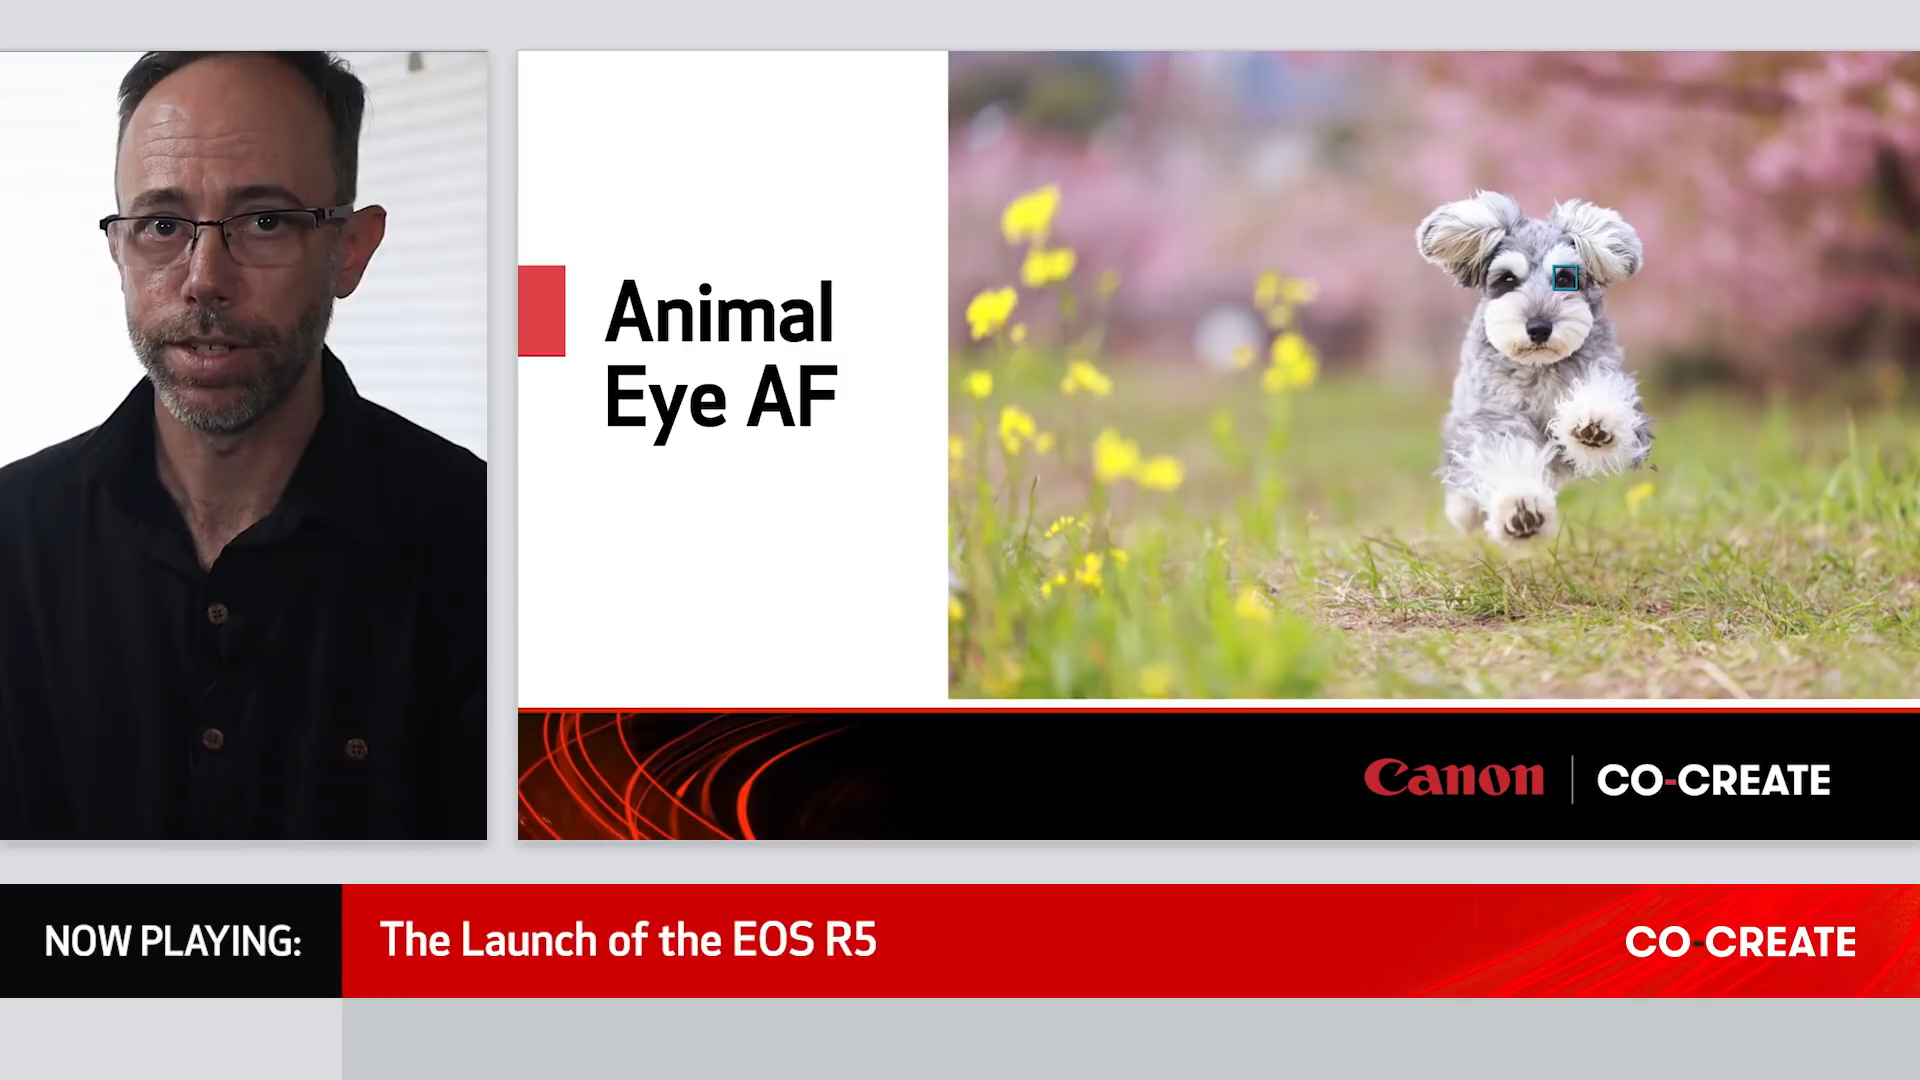 Animal
Eye AF
Canon
CO-CREATE
NOW PLAYING:
The Launch of the EOS R5
CO-CREATE